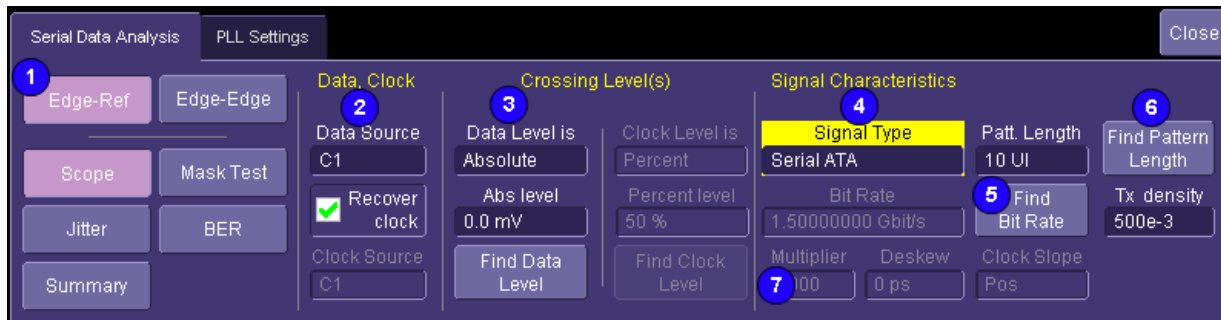 Serial Data Analysis
PLL Settings
Close
1
Edge-Ref
Edge-Edge
Scope
Mask Test
Jitter
BER
Summary
Data, Clock
2
Data Source
C1
Recover
clock
Clock Source
C1
Crossing Level(s)
3
Data Level is
Absolute
Abs level
0.0 mV
Find Data
Level
Clock Level is
Percent
Percent level
50 %
Find Clock
Level
Signal Characteristics
4
Signal Type
Serial ATA
Bit Rate
1.50000000 Gbit/s
Multiplier
7
Deskew
0 ps
Patt. Length
10 UI
5
Find
Bit Rate
Clock Slope
Pos
6
Find Pattern
Length
Tx density
500e-3